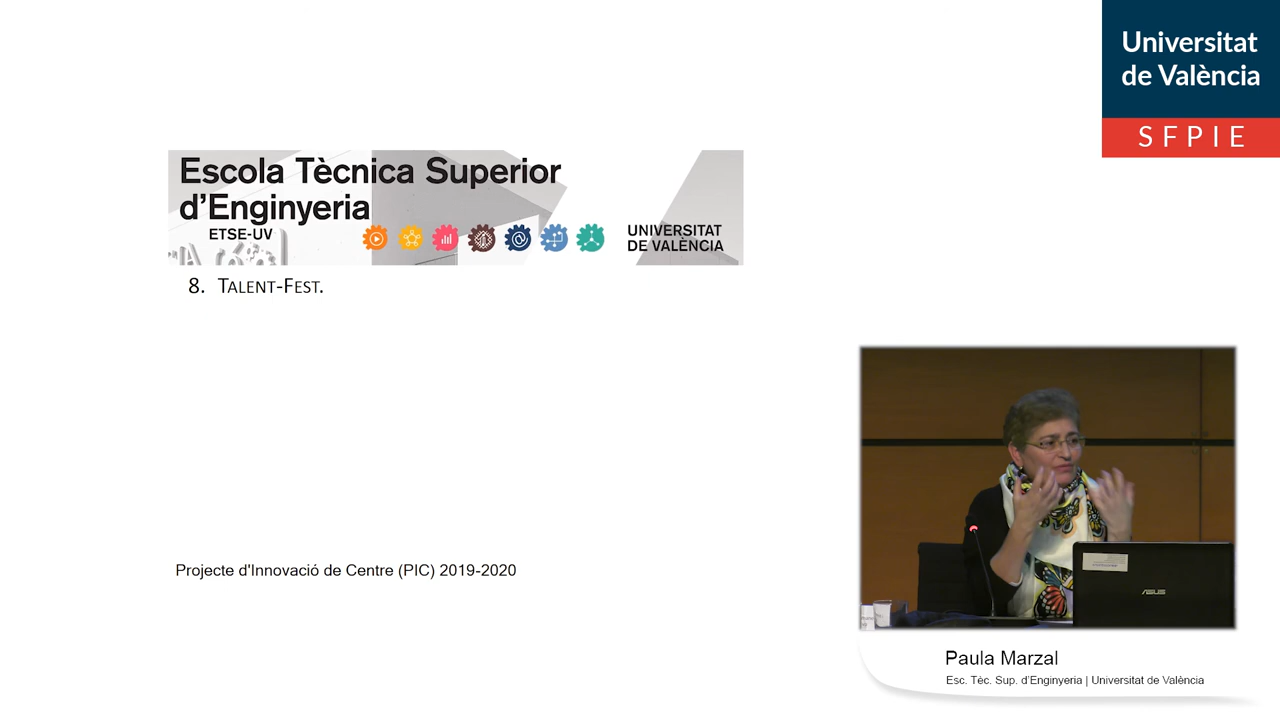 Universitat
de València
SFPIE
Escola Tècnica Superior
d'Enginyeria
ETSE-UV
UNIVERSITAT
DE VALÈNCIA
8. TALENT-FEST.
Projecte d'Innovació de Centre (PIC) 2019-2020
ASUS
Paula Marzal
Esc. Tèc. Sup. d'Enginyeria | Universitat de València